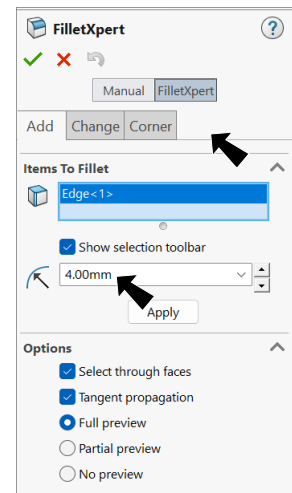 FilletXpert
?
Manual FilletXpert
Add Change Corner
Items To Fillet
Edge<1>
Show selection toolbar
4.00mm
Apply
Options
Select through faces
Tangent propagation
Full preview
Partial preview
No preview